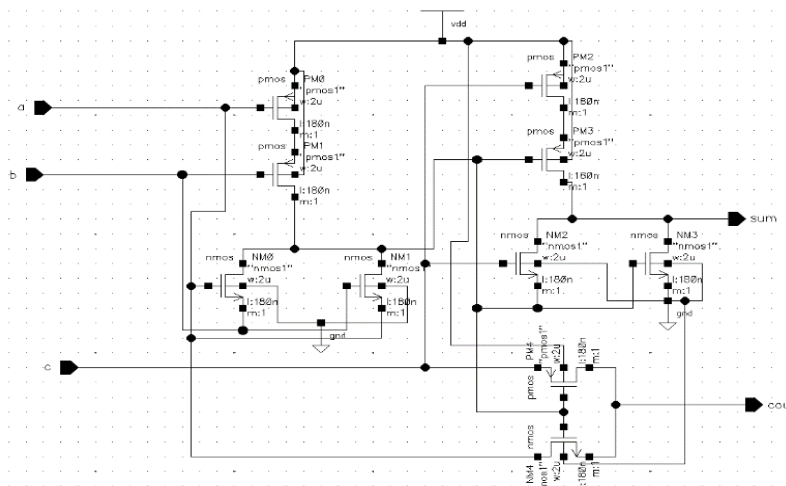 vdd
pmos PM0
"pmos1"
w:2u
l:180n
m:1
pmos PM1
"pmos1"
w:2u
l:180n
m:1
pmos PM2
"pmos1"
w:2u
l:180n
m:1
pmos PM3
"pmos1"
w:2u
l:180n
m:1
a
b
sum
nmos NM0
"nmos1"
w:2u
l:180n
m:1
nmos NM1
"nmos1"
w:2u
l:180n
m:1
nmos NM2
"nmos1"
w:2u
l:180n
m:1
nmos NM3
"nmos1"
w:2u
l:180n
m:1
gnd
gnd
c
pmos PM4
"pmos1"
w:2u
l:180n
m:1
cou
nmos NM4
nmos1"
w:2u
l:180n
m:1